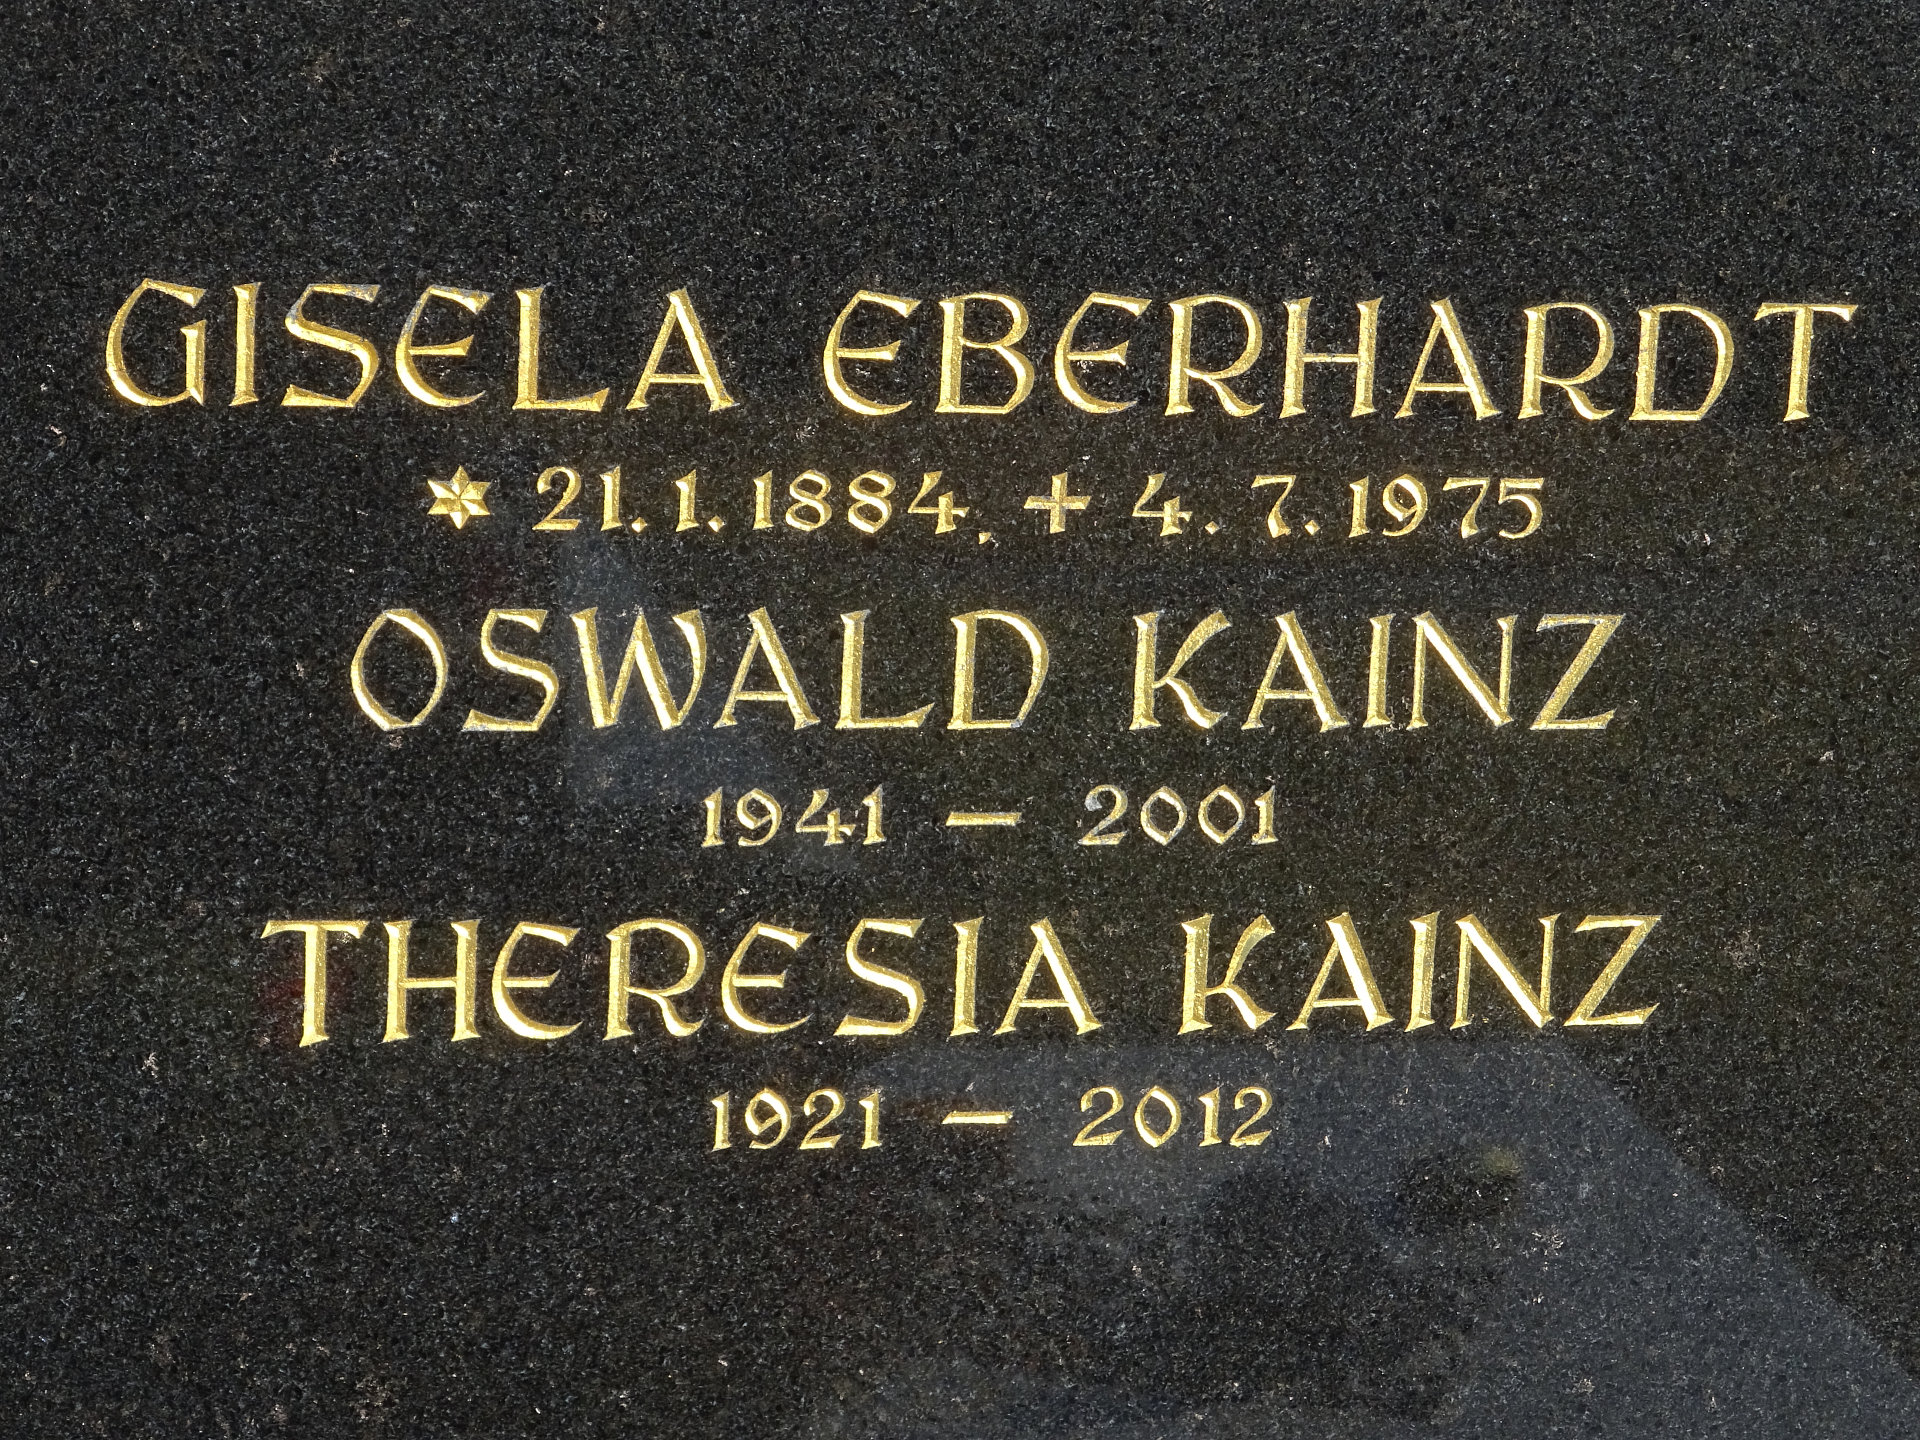 GISELA EBERHARDT
✶ 21. 1. 1884, + 4. 7. 1975
OSWALD KAINZ
1941 – 2001
THERESIA KAINZ
1921 – 2012